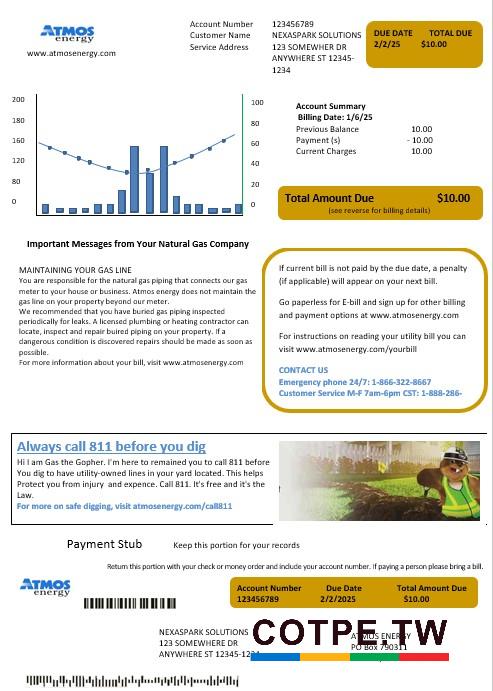 ATMOS
energy
www.atmosenergy.com
Account Number 123456789
Customer Name NEXASPARK SOLUTIONS
Service Address 123 SOMEWHER DR
ANYWHERE ST 12345-
1234
DUE DATE TOTAL DUE
2/2/25 $10.00
200
160
120
80
0
100
80
60
40
20
0
Account Summary
Billing Date: 1/6/25
Previous Balance 10.00
Payment (s) - 10.00
Current Charges 10.00
Total Amount Due $10.00
(see reverse for billing details)
Important Messages from Your Natural Gas Company
MAINTAINING YOUR GAS LINE
You are responsible for the natural gas piping that connects our gas
meter to your house or business. Atmos energy does not maintain the
gas line on your property beyond our meter.
We recommended that you have buried gas piping inspected
periodically for leaks. A licensed plumbing or heating contractor can
locate, inspect and repair buired piping on your property. If a
dangerous condition is discovered repairs should be made as soon as
possible.
For more information about your bill, visit www.atmosenergy.com
If current bill is not paid by the due date, a penalty
(if applicable) will appear on your next bill.
Go paperless for E-bill and sign up for other billing
and payment options at www.atmosenergy.com
For instructions on reading your utility bill you can
visit www.atmosenergy.com/yourbill
CONTACT US
Emergency phone 24/7: 1-866-322-8667
Customer Service M-F 7am-6pm CST: 1-888-286-
Always call 811 before you dig
Hi I am Gas the Gopher. I'm here to remained you to call 811 before
You dig to have utility-owned lines in your yard located. This helps
Protect you from injury and expense. Call 811. It's free and it's the
Law.
For more on safe digging, visit atmosenergy.com/call811
Payment Stub Keep this portion for your records
Return this portion with your check or money order and include your account number. If paying a person please bring a bill.
ATMOS
energy
Account Number Due Date Total Amount Due
123456789 2/2/2025 $10.00
NEXASPARK SOLUTIONS
123 SOMEWHERE DR
ANYWHERE ST 12345-1234
COTPE.TW
ATMOS ENERGY
PO Box 790311